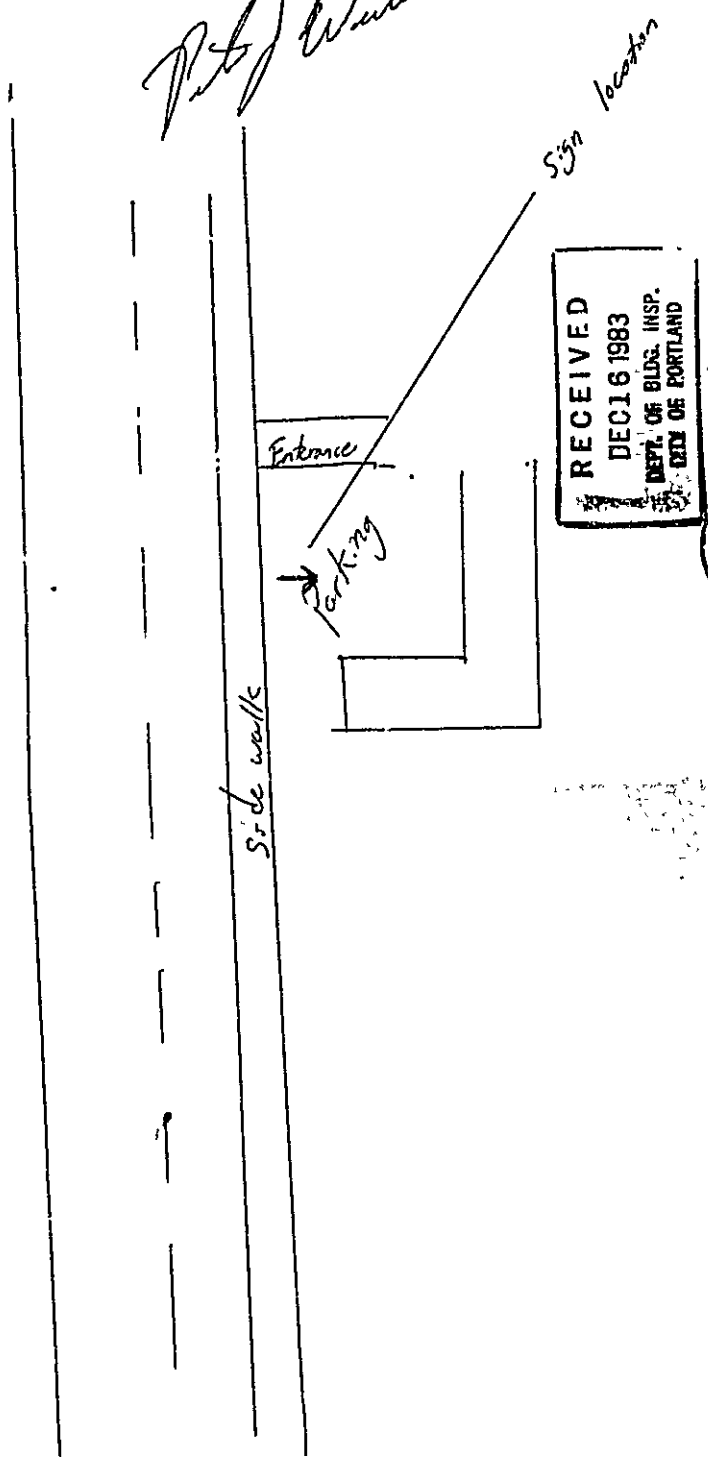 sign location
RECEIVED
DEC 16 1983
DEPT. OF BLDG. INSP.
CITY OF PORTLAND
Entrance
Parking
Side walk